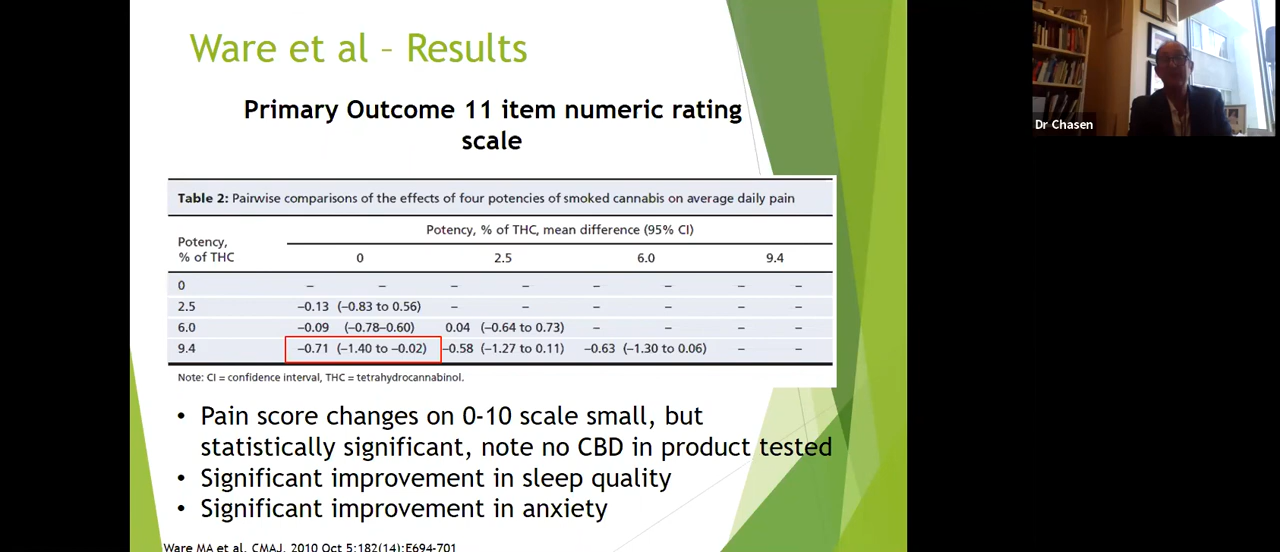 Ware et al – Results
Primary Outcome 11 item numeric rating
scale
Table 2: Pairwise comparisons of the effects of four potencies of smoked cannabis on average daily pain
Potency, % of THC, mean difference (95% CI)
Potency,
% of THC
0 2.5 6.0 9.4
0 – – – – – – – –
2.5 –0.13 (–0.83 to 0.56) – – – – – –
6.0 –0.09 (–0.78–0.60) 0.04 (–0.64 to 0.73) – – – –
9.4 –0.71 (–1.40 to –0.02) –0.58 (–1.27 to 0.11) –0.63 (–1.30 to 0.06) – –
Note: CI = confidence interval, THC = tetrahydrocannabinol.
• Pain score changes on 0-10 scale small, but
statistically significant, note no CBD in product tested
• Significant improvement in sleep quality
• Significant improvement in anxiety
Ware MA et al. CMAJ. 2010 Oct 5;182(14):E694-701
Dr Chasen